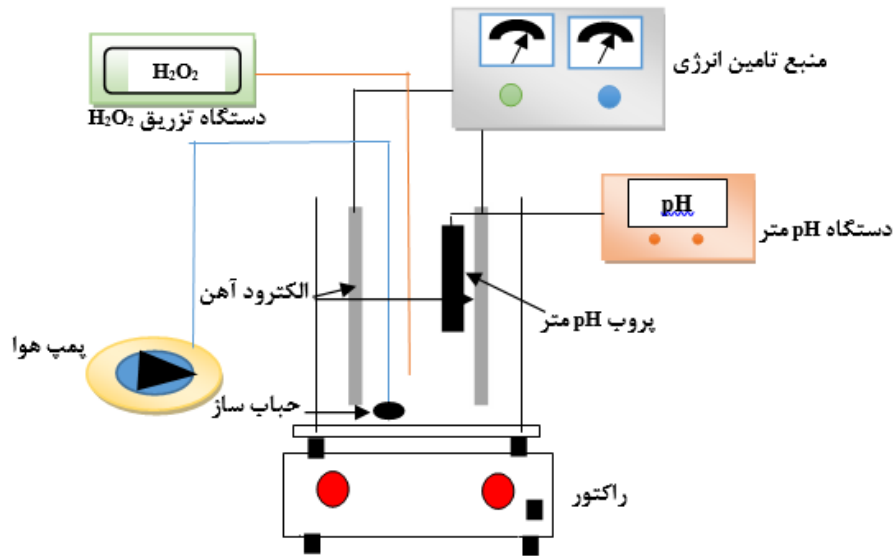 H₂O₂
دستگاه تزریق H₂O₂
منبع تامین انرژی
pH
دستگاه pH متر
الکترود آهن
پروب pH متر
پمپ هوا
حباب ساز
راکتور